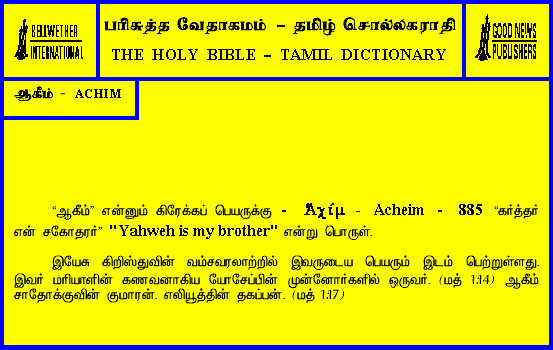 BELLWETHER
INTERNATIONAL
பரிசுத்த வேதாகமம் – தமிழ் சொல்லகராதி
THE HOLY BIBLE – TAMIL DICTIONARY
GOOD NEWS
PUBLISHERS
ஆகீம் - ACHIM
“ஆகீம்” என்னும் கிரேக்கப் பெயருக்கு - Ἀχίμ - Acheim - 885 “கர்த்தர்
என் சகோதரர்” "Yahweh is my brother" என்று பொருள்.
இயேசு கிறிஸ்துவின் வம்சவரலாற்றில் இவருடைய பெயரும் இடம் பெற்றுள்ளது.
இவர் மரியாளின் கணவனாகிய யோசேப்பின் முன்னோர்களில் ஒருவர். (மத் 1:14) ஆகீம்
சாதோக்குவின் குமாரன். எலியூத்தின் தகப்பன். (மத் 1:17)